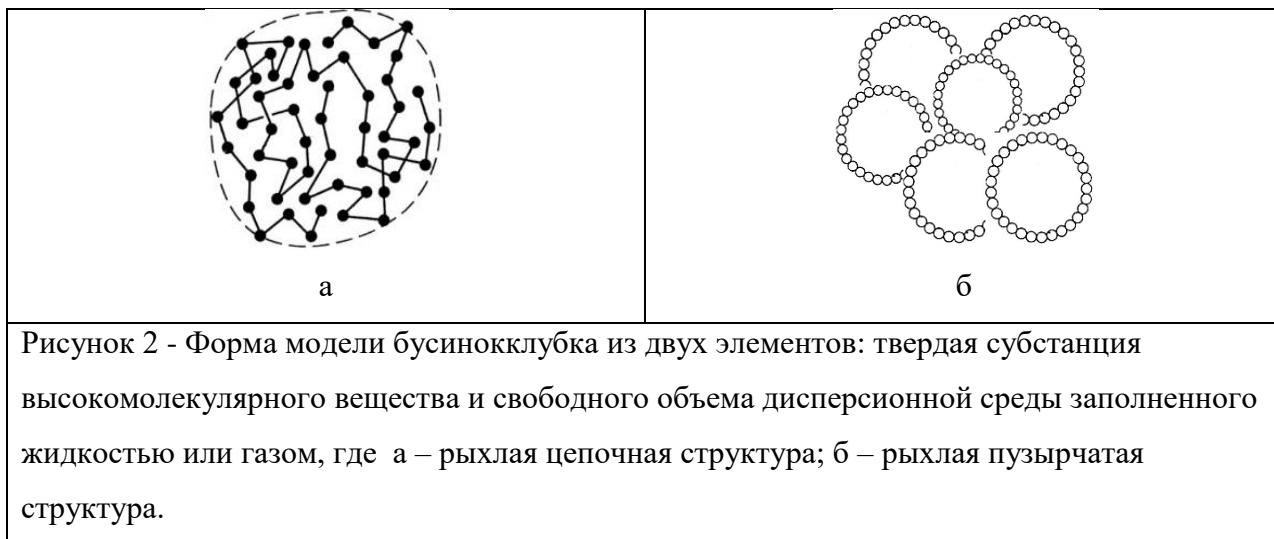 а
б
Рисунок 2 - Форма модели бусинокклубка из двух элементов: твердая субстанция
высокомолекулярного вещества и свободного объема дисперсионной среды заполненного
жидкостью или газом, где а – рыхлая цепочная структура; б – рыхлая пузырчатая
структура.